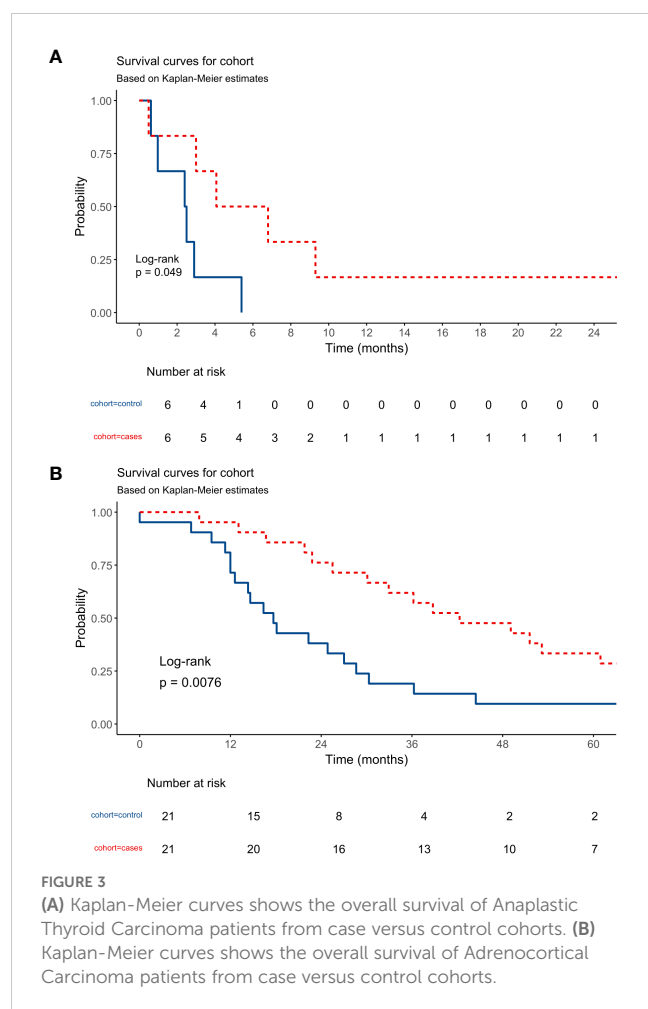 A
Survival curves for cohort
Based on Kaplan-Meier estimates
1.00
0.75
0.50
0.25
0.00
Probability
Log-rank
p = 0.049
0 2 4 6 8 10 12 14 16 18 20 22 24
Time (months)
Number at risk
cohort=control 6 4 1 0 0 0 0 0 0 0 0 0 0
cohort=cases 6 5 4 3 2 1 1 1 1 1 1 1 1
B
Survival curves for cohort
Based on Kaplan-Meier estimates
1.00
0.75
0.50
0.25
0.00
Probability
Log-rank
p = 0.0076
0 12 24 36 48 60
Time (months)
Number at risk
cohort=control 21 15 8 4 2 2
cohort=cases 21 20 16 13 10 7
FIGURE 3
(A) Kaplan-Meier curves shows the overall survival of Anaplastic
Thyroid Carcinoma patients from case versus control cohorts. (B)
Kaplan-Meier curves shows the overall survival of Adrenocortical
Carcinoma patients from case versus control cohorts.